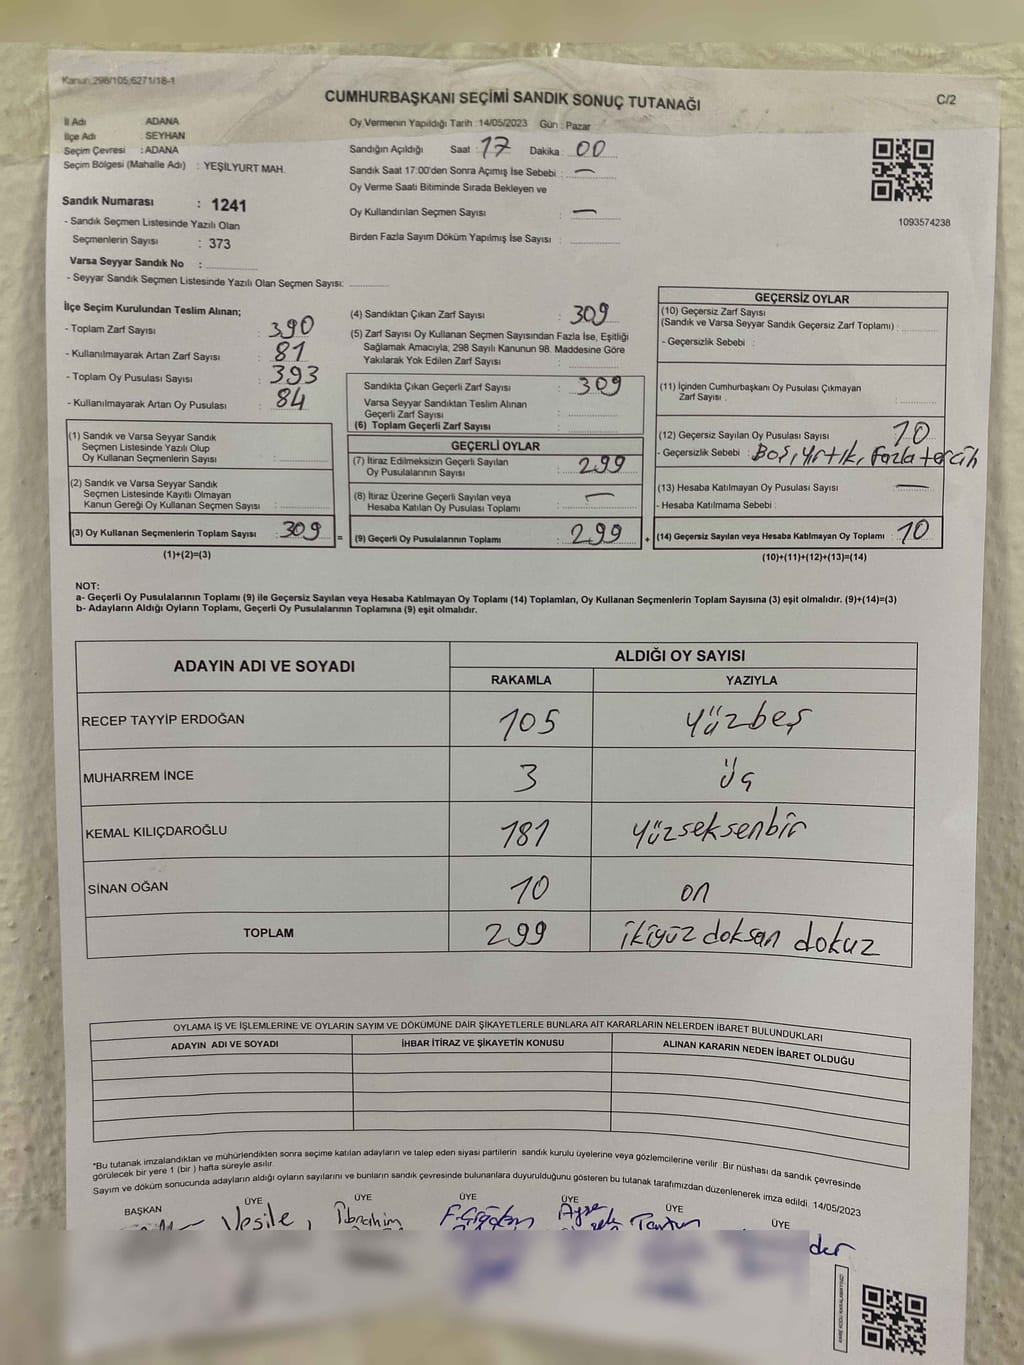 Kanun:298/105;6271/18-1
CUMHURBAŞKANI SEÇİMİ SANDIK SONUÇ TUTANAĞI
C/2
İl Adı ADANA
İlçe Adı : SEYHAN
Seçim Çevresi : ADANA
Seçim Bölgesi (Mahalle Adı) : YEŞİLYURT MAH.
Sandık Numarası : 1241
- Sandık Seçmen Listesinde Yazılı Olan
Seçmenlerin Sayısı : 373
Varsa Seyyar Sandık No :
- Seyyar Sandık Seçmen Listesinde Yazılı Olan Seçmen Sayısı:
Oy Vermenin Yapıldığı Tarih : 14/05/2023 Gün : Pazar
Sandığın Açıldığı Saat : 17 Dakika : 00
Sandık Saat 17:00'den Sonra Açımış İse Sebebi : —
Oy Verme Saati Bitiminde Sırada Bekleyen ve
Oy Kullandırılan Seçmen Sayısı : —
Birden Fazla Sayım Döküm Yapılmış İse Sayısı :
1093574238
İlçe Seçim Kurulundan Teslim Alınan;
- Toplam Zarf Sayısı : 390
- Kullanılmayarak Artan Zarf Sayısı : 81
- Toplam Oy Pusulası Sayısı : 393
- Kullanılmayarak Artan Oy Pusulası : 84
(1) Sandık ve Varsa Seyyar Sandık
Seçmen Listesinde Yazılı Olup
Oy Kullanan Seçmenlerin Sayısı :
(2) Sandık ve Varsa Seyyar Sandık
Seçmen Listesinde Kayıtlı Olmayan
Kanun Gereği Oy Kullanan Seçmen Sayısı :
(3) Oy Kullanan Seçmenlerin Toplam Sayısı : 309 =
(1)+(2)=(3)
(4) Sandıktan Çıkan Zarf Sayısı : 309
(5) Zarf Sayısı Oy Kullanan Seçmen Sayısından Fazla İse, Eşitliği
Sağlamak Amacıyla, 298 Sayılı Kanunun 98. Maddesine Göre
Yakılarak Yok Edilen Zarf Sayısı :
Sandıkta Çıkan Geçerli Zarf Sayısı : 309
Varsa Seyyar Sandıktan Teslim Alınan
Geçerli Zarf Sayısı :
(6) Toplam Geçerli Zarf Sayısı :
GEÇERLİ OYLAR
(7) İtiraz Edilmeksizin Geçerli Sayılan
Oy Pusulalarının Sayısı : 299
(8) İtiraz Üzerine Geçerli Sayılan veya
Hesaba Katılan Oy Pusulası Toplamı : —
(9) Geçerli Oy Pusulalarının Toplamı : 299 +
GEÇERSİZ OYLAR
(10) Geçersiz Zarf Sayısı
(Sandık ve Varsa Seyyar Sandık Geçersiz Zarf Toplamı) :
- Geçersizlik Sebebi :
(11) İçinden Cumhurbaşkanı Oy Pusulası Çıkmayan
Zarf Sayısı :
(12) Geçersiz Sayılan Oy Pusulası Sayısı : 10
- Geçersizlik Sebebi : Boş, yırtık, fazla tercih
(13) Hesaba Katılmayan Oy Pusulası Sayısı : —
- Hesaba Katılmama Sebebi :
(14) Geçersiz Sayılan veya Hesaba Katılmayan Oy Toplamı : 10
(10)+(11)+(12)+(13)=(14)
NOT:
a- Geçerli Oy Pusulalarının Toplamı (9) ile Geçersiz Sayılan veya Hesaba Katılmayan Oy Toplamı (14) Toplamları, Oy Kullanan Seçmenlerin Toplam Sayısına (3) eşit olmalıdır. (9)+(14)=(3)
b- Adayların Aldığı Oyların Toplamı, Geçerli Oy Pusulalarının Toplamına (9) eşit olmalıdır.
ADAYIN ADI VE SOYADI ALDIĞI OY SAYISI
RAKAMLA YAZIYLA
RECEP TAYYİP ERDOĞAN 105 yüzbeş
MUHARREM İNCE 3 üç
KEMAL KILIÇDAROĞLU 181 yüzseksenbir
SİNAN OĞAN 10 on
TOPLAM 299 ikiyüz doksan dokuz
OYLAMA İŞ VE İŞLEMLERİNE VE OYLARIN SAYIM VE DÖKÜMÜNE DAİR ŞİKAYETLERLE BUNLARA AİT KARARLARIN NELERDEN İBARET BULUNDUKLARI
ADAYIN ADI VE SOYADI İHBAR İTİRAZ VE ŞİKAYETİN KONUSU ALINAN KARARIN NEDEN İBARET OLDUĞU
*Bu tutanak imzalandıktan ve mühürlendikten sonra seçime katılan adayların ve talep eden siyasi partilerin sandık kurulu üyelerine veya gözlemcilerine verilir. Bir nüshası da sandık çevresinde
görülecek bir yere 1 (bir) hafta süreyle asılır.
Sayım ve döküm sonucunda adayların aldığı oyların sayılarını ve bunların sandık çevresinde bulunanlara duyurulduğunu gösteren bu tutanak tarafımızdan düzenlenerek imza edildi. 14/05/2023
BAŞKAN ÜYE ÜYE ÜYE ÜYE ÜYE ÜYE
Vesile İbrahim Ayşe